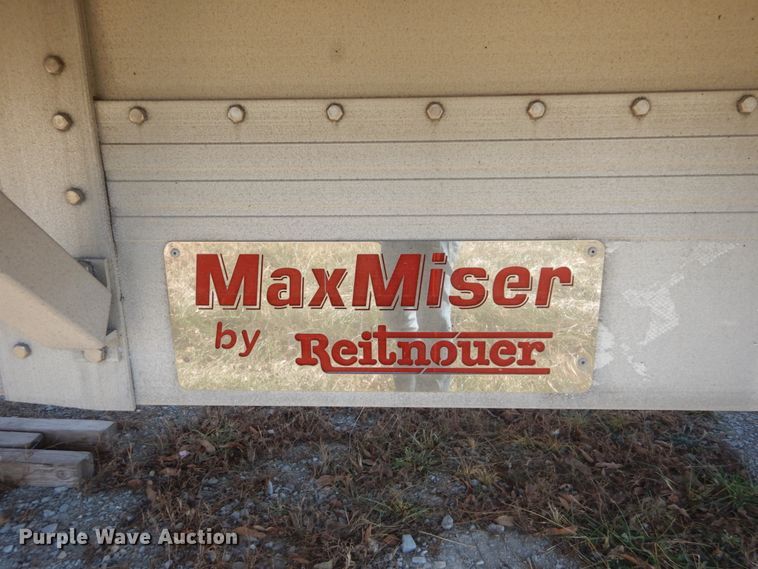 MaxMiser
by Reitnouer
Purple Wave Auction®